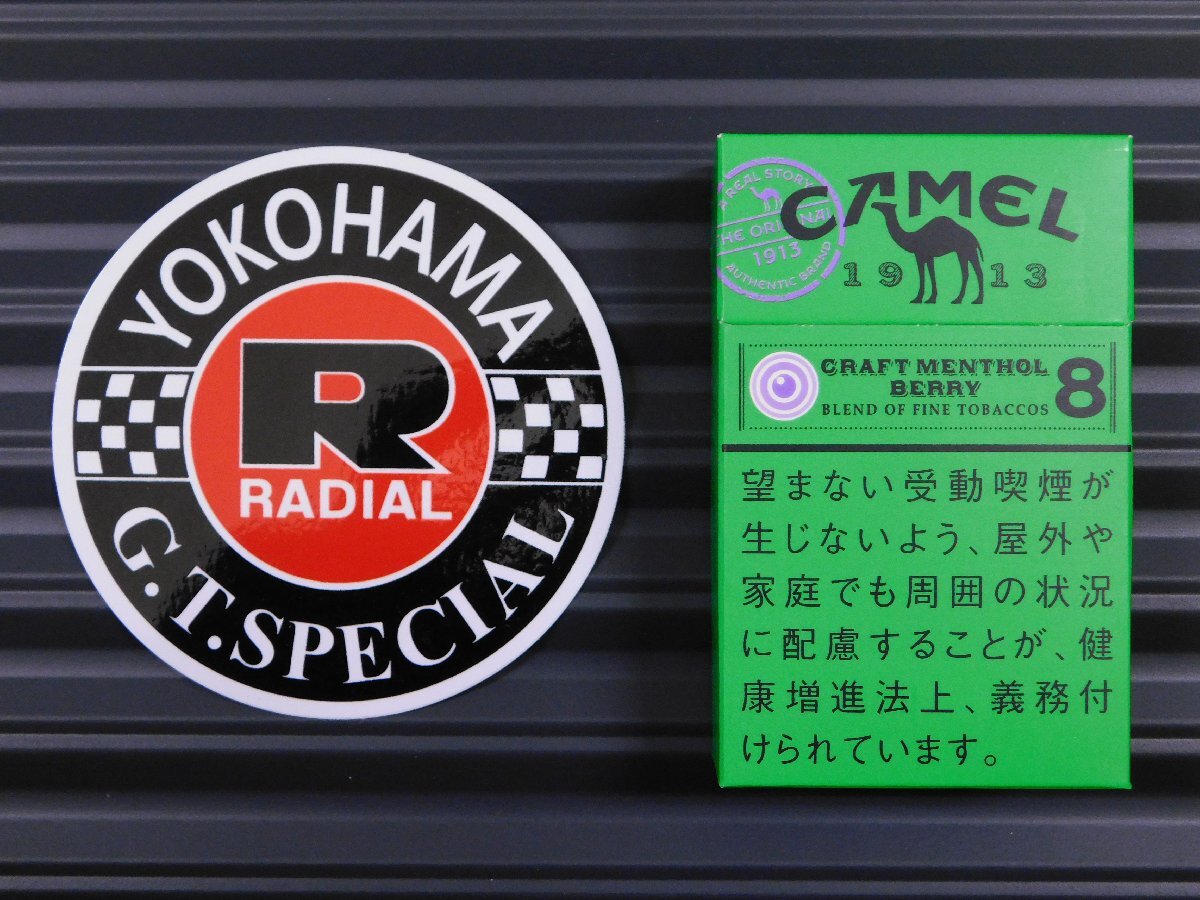 YOKOHAMA
R
RADIAL
G.T.SPECIAL
A REAL STORY
THE ORIGINAL
1913
AUTHENTIC BRAND
CAMEL
1913
CRAFT MENTHOL
BERRY
BLEND OF FINE TOBACCOS
8
望まない受動喫煙が
生じないよう、屋外や
家庭でも周囲の状況
に配慮することが、健
康増進法上、義務付
けられています。